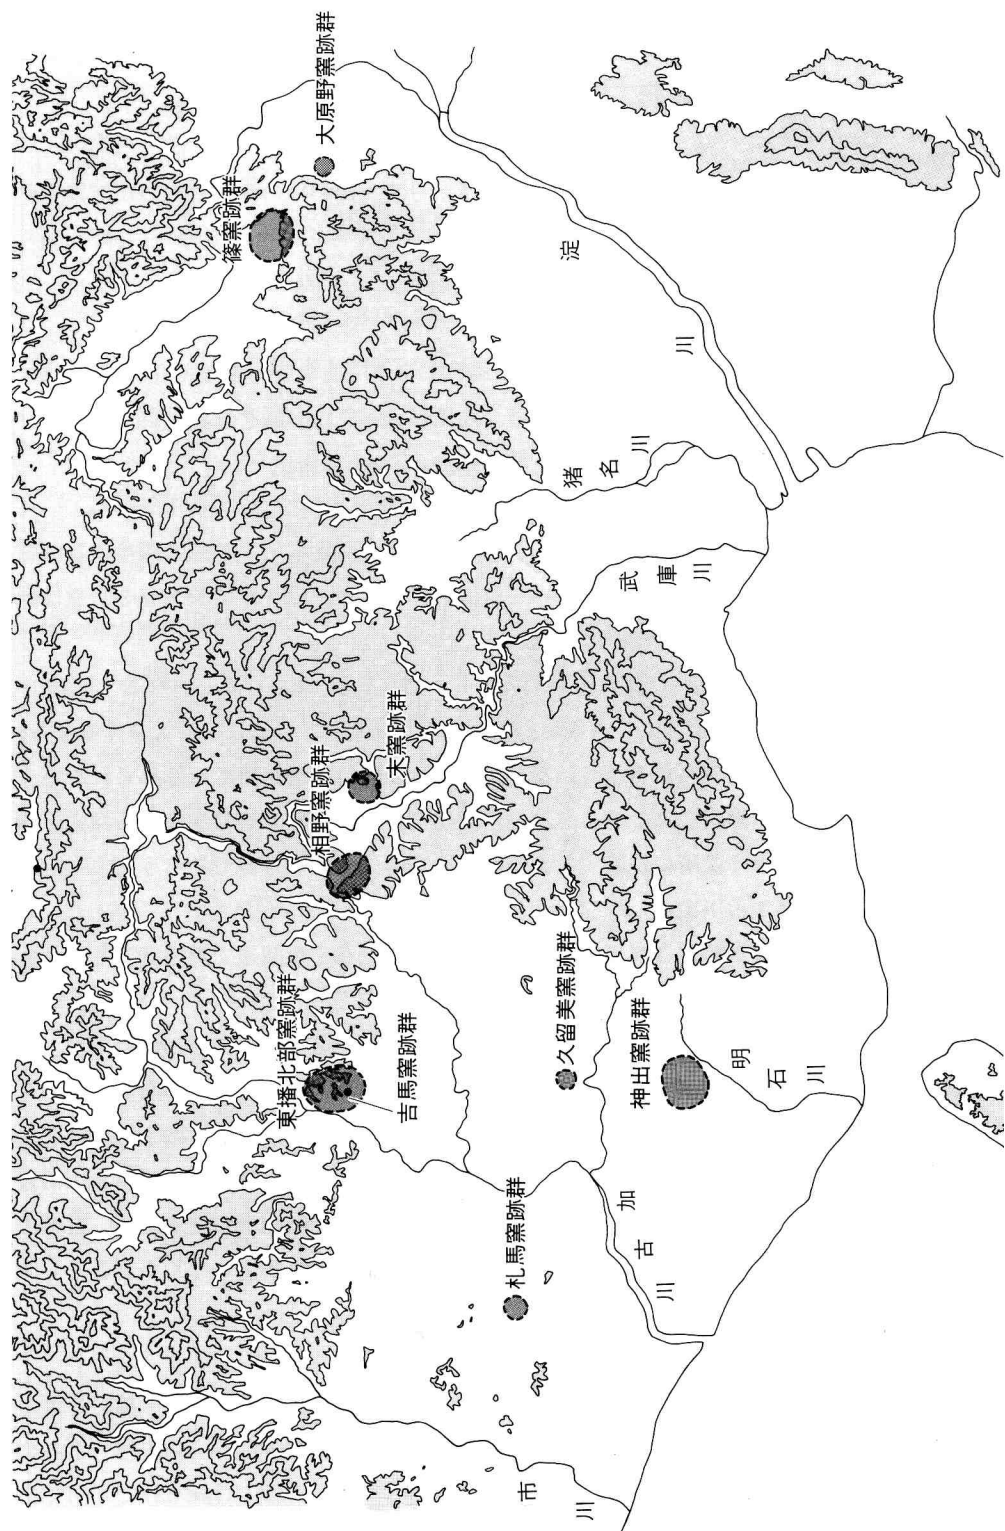 大原野窯跡群
篠窯跡群
淀川
猪名川
武庫川
末窯跡群
相野窯跡群
東播北部窯跡群
吉馬窯跡群
久留美窯跡群
神出窯跡群
明石川
加古川
札馬窯跡群
市川